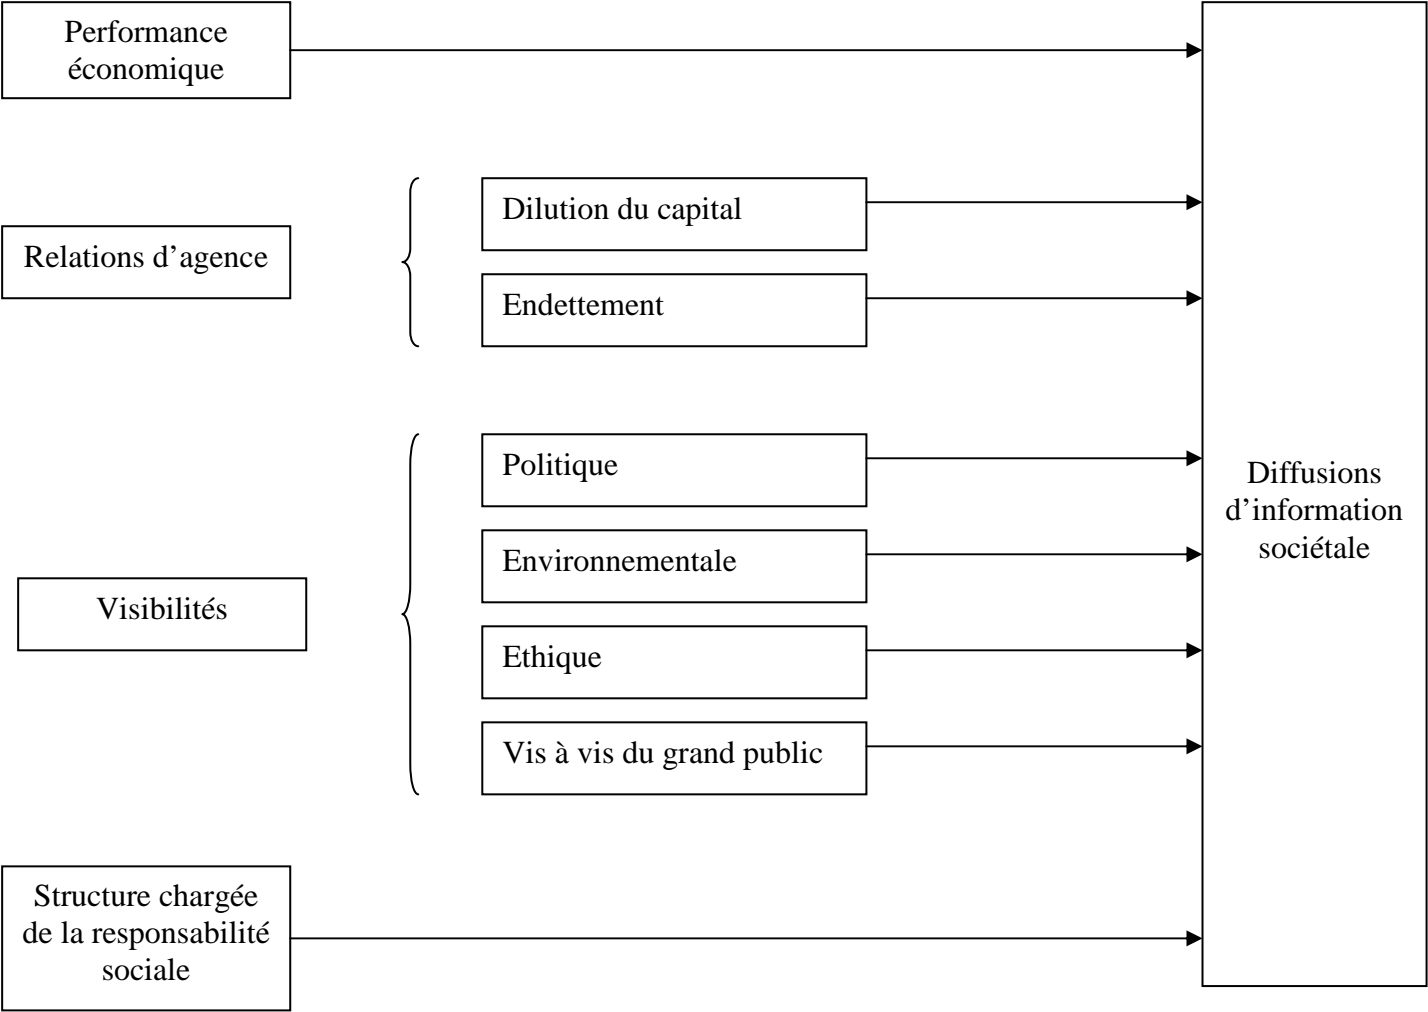 Performance
économique
Relations d’agence
Dilution du capital
Endettement
Visibilités
Politique
Environnementale
Ethique
Vis à vis du grand public
Structure chargée
de la responsabilité
sociale
Diffusions
d’information
sociétale